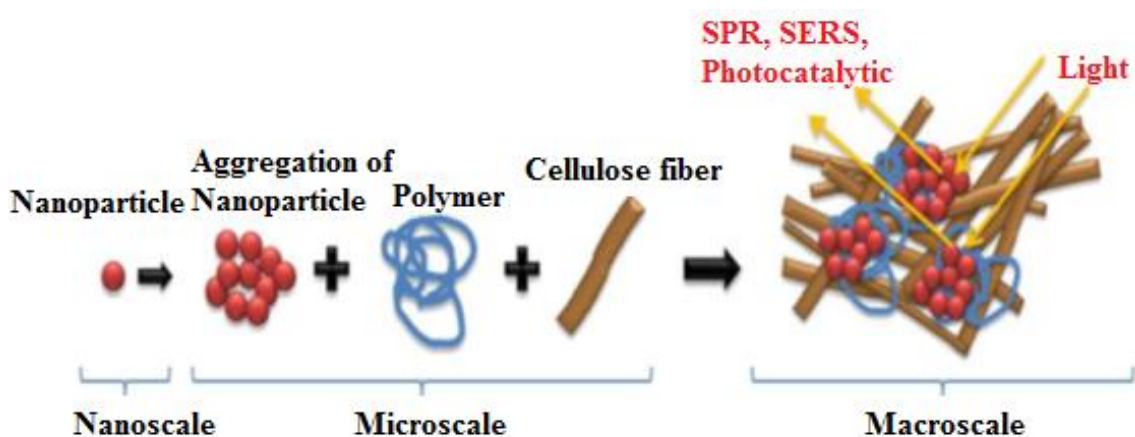 SPR, SERS,
Photocatalytic
Light
Aggregation of
Nanoparticle
Nanoparticle
Polymer
Cellulose fiber
Nanoscale
Microscale
Macroscale